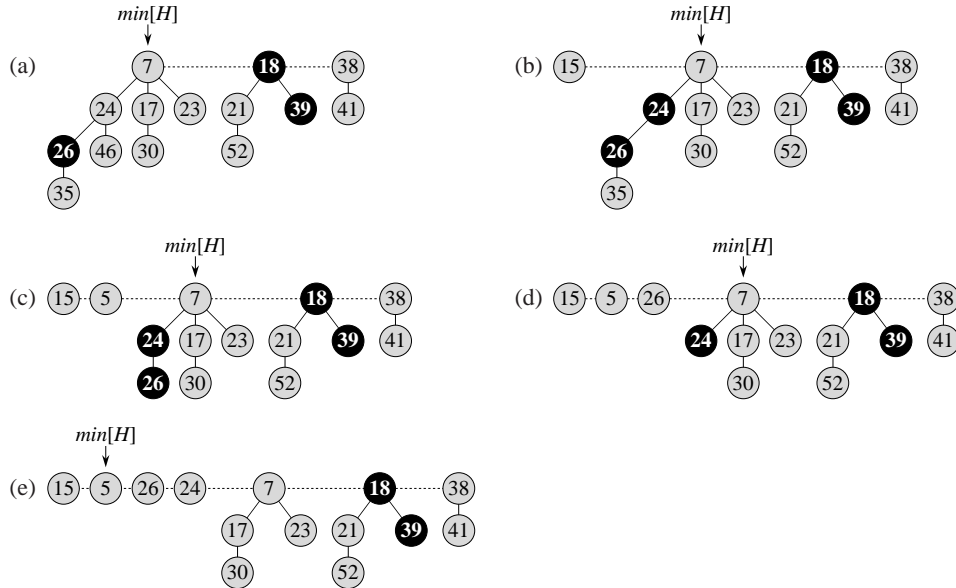 min[H]
min[H]
(a) 7 18 38
(b) 15 7 18 38
24 17 23 21 39 41
24 17 23 21 39 41
26 46 30 52
26 30 52
35
35
min[H]
min[H]
(c) 15 5 7 18 38
(d) 15 5 26 7 18 38
24 17 23 21 39 41
24 17 23 21 39 41
26 30 52
30 52
min[H]
(e) 15 5 26 24 7 18 38
17 23 21 39 41
30 52